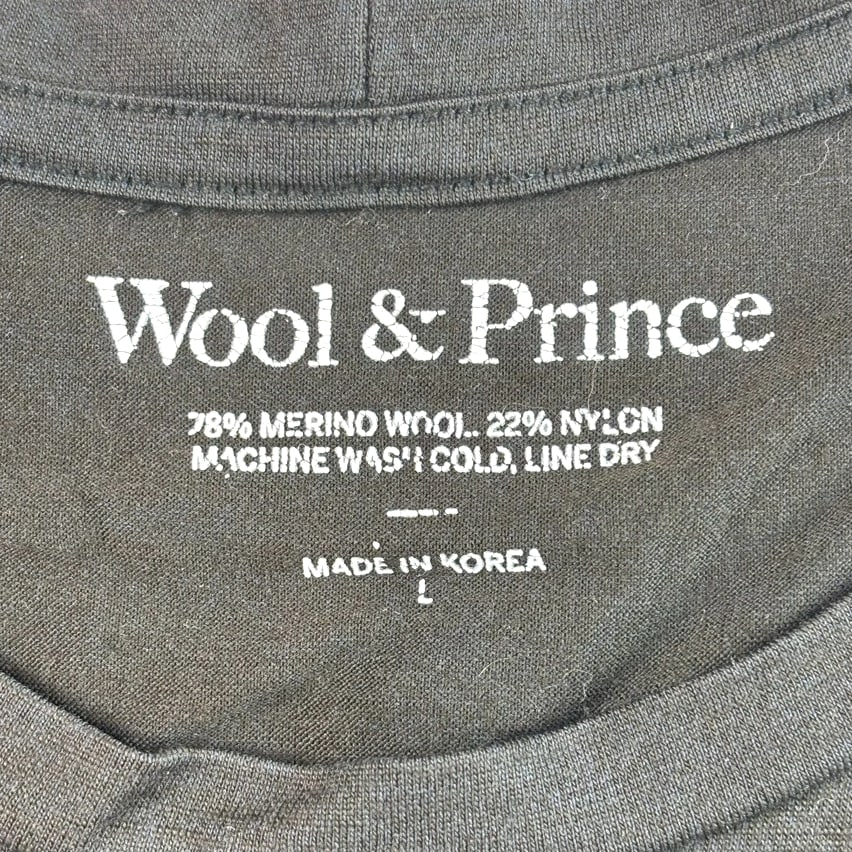 Wool & Prince
78% MERINO WOOL. 22% NYLON
MACHINE WASH COLD, LINE DRY
MADE IN KOREA
L